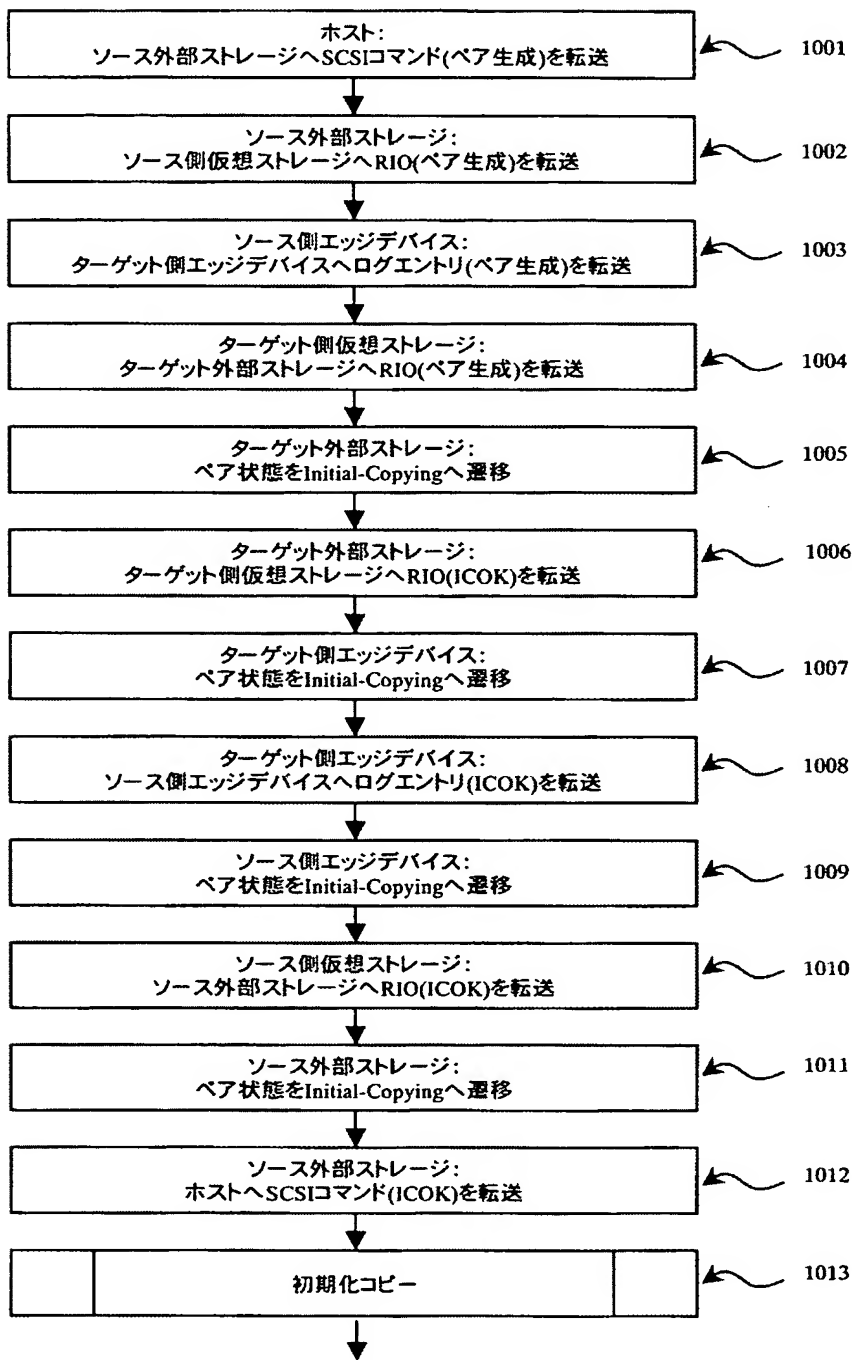 ホスト:
ソース外部ストレージへSCSIコマンド(ペア生成)を転送
1001
ソース外部ストレージ:
ソース側仮想ストレージへRIO(ペア生成)を転送
1002
ソース側エッジデバイス:
ターゲット側エッジデバイスへログエントリ(ペア生成)を転送
1003
ターゲット側仮想ストレージ:
ターゲット外部ストレージへRIO(ペア生成)を転送
1004
ターゲット外部ストレージ:
ペア状態をInitial-Copyingへ遷移
1005
ターゲット外部ストレージ:
ターゲット側仮想ストレージへRIO(ICOK)を転送
1006
ターゲット側エッジデバイス:
ペア状態をInitial-Copyingへ遷移
1007
ターゲット側エッジデバイス:
ソース側エッジデバイスへログエントリ(ICOK)を転送
1008
ソース側エッジデバイス:
ペア状態をInitial-Copyingへ遷移
1009
ソース側仮想ストレージ:
ソース外部ストレージへRIO(ICOK)を転送
1010
ソース外部ストレージ:
ペア状態をInitial-Copyingへ遷移
1011
ソース外部ストレージ:
ホストへSCSIコマンド(ICOK)を転送
1012
初期化コピー
1013